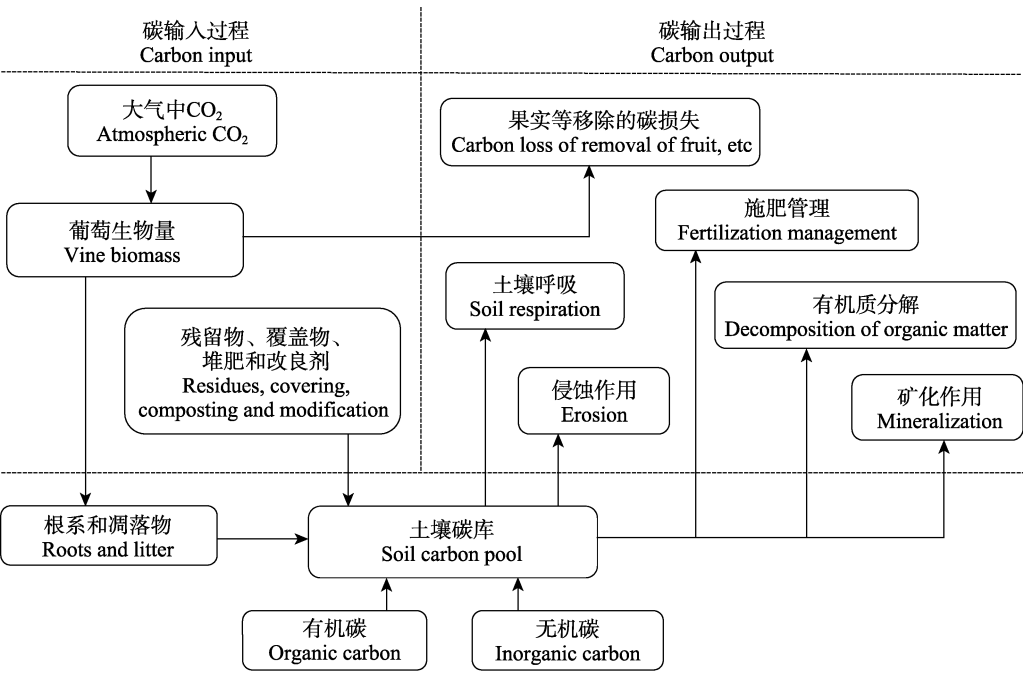 碳输入过程
Carbon input
碳输出过程
Carbon output
大气中CO₂
Atmospheric CO₂
果实等移除的碳损失
Carbon loss of removal of fruit, etc
葡萄生物量
Vine biomass
施肥管理
Fertilization management
土壤呼吸
Soil respiration
有机质分解
Decomposition of organic matter
残留物、覆盖物、
堆肥和改良剂
Residues, covering,
composting and modification
侵蚀作用
Erosion
矿化作用
Mineralization
根系和凋落物
Roots and litter
土壤碳库
Soil carbon pool
有机碳
Organic carbon
无机碳
Inorganic carbon